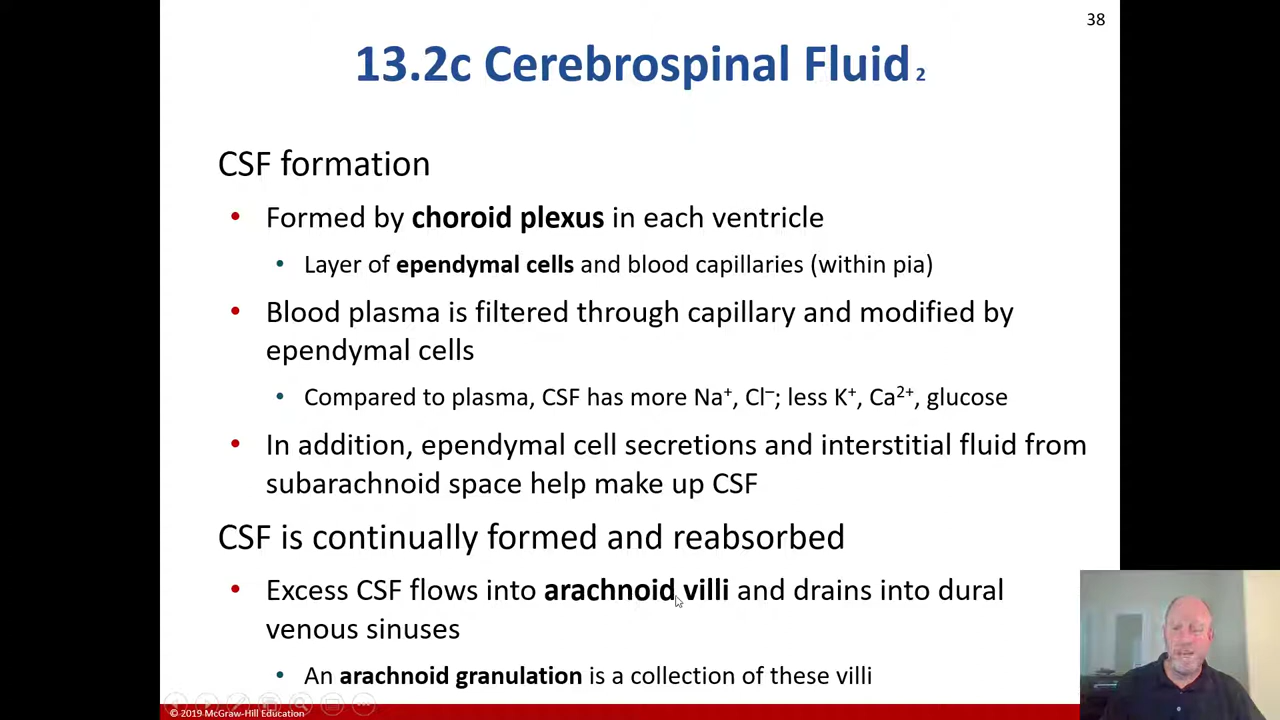 38
13.2c Cerebrospinal Fluid 2
CSF formation
• Formed by choroid plexus in each ventricle
• Layer of ependymal cells and blood capillaries (within pia)
• Blood plasma is filtered through capillary and modified by
ependymal cells
• Compared to plasma, CSF has more Na⁺, Cl⁻; less K⁺, Ca²⁺, glucose
• In addition, ependymal cell secretions and interstitial fluid from
subarachnoid space help make up CSF
CSF is continually formed and reabsorbed
• Excess CSF flows into arachnoid villi and drains into dural
venous sinuses
• An arachnoid granulation is a collection of these villi
© 2019 McGraw-Hill Education